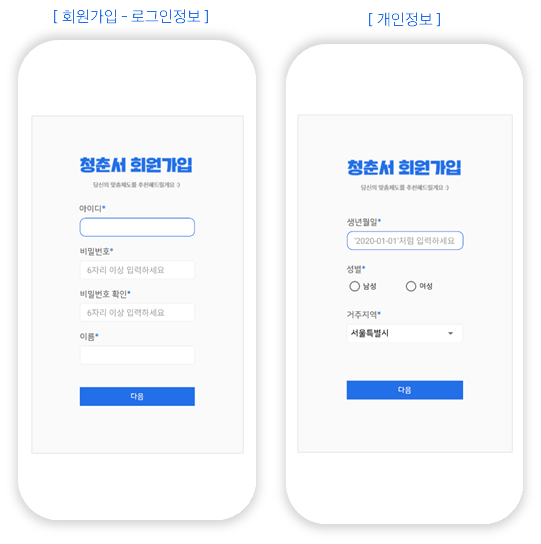 [ 회원가입 - 로그인정보 ]
청춘서 회원가입
당신의 맞춤제도를 추천해드릴게요 :)
아이디*
비밀번호*
6자리 이상 입력하세요
비밀번호 확인*
6자리 이상 입력하세요
이름*
다음
[ 개인정보 ]
청춘서 회원가입
당신의 맞춤제도를 추천해드릴게요 :)
생년월일*
'2020-01-01'처럼 입력하세요
성별*
남성 여성
거주지역*
서울특별시
다음